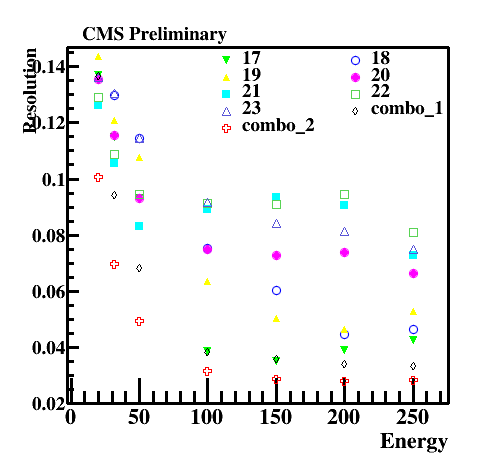 CMS Preliminary
Resolution
0.14
0.12
0.1
0.08
0.06
0.04
0.02
17 18
19 20
21 22
23 combo_1
combo_2
0 50 100 150 200 250
Energy